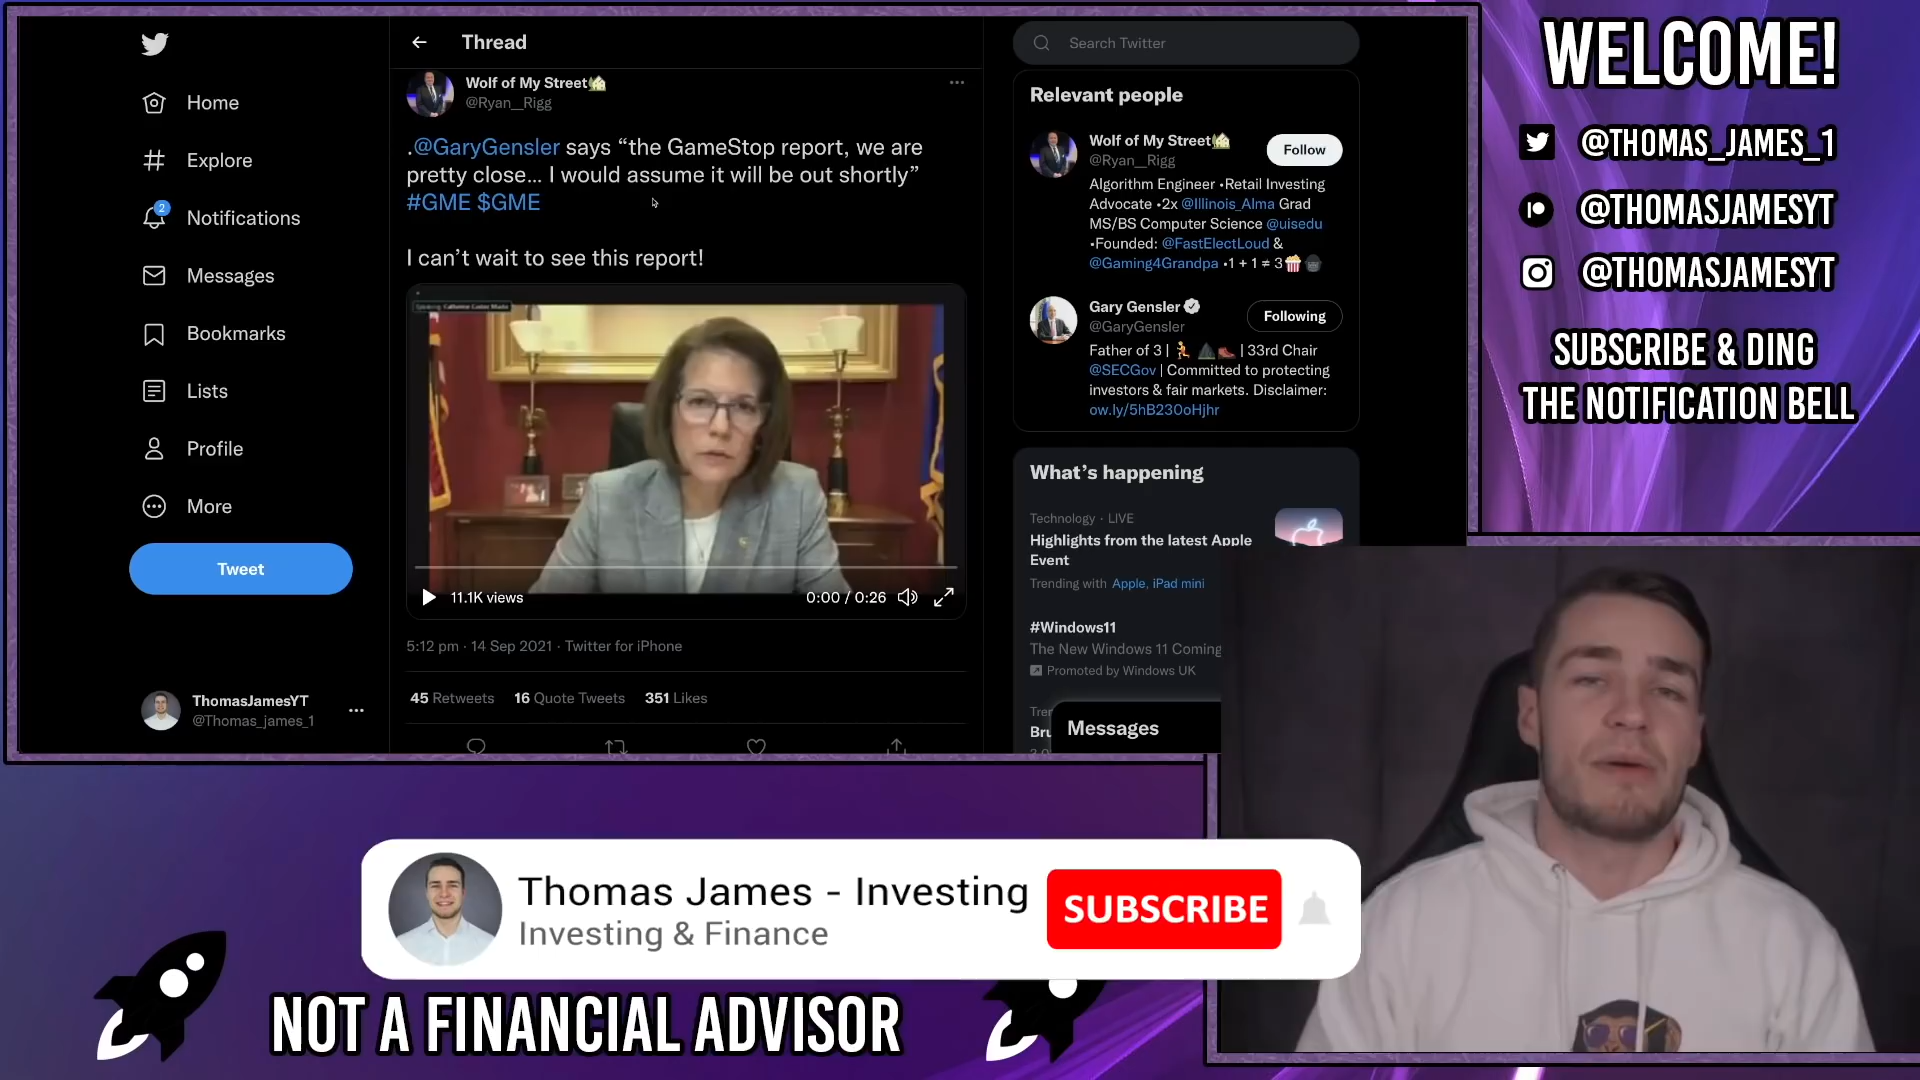 Home
Explore
2
Notifications
Messages
Bookmarks
Lists
Profile
More
Tweet
ThomasJamesYT
@Thomas_james_1
Thread
Wolf of My Street
@Ryan__Rigg
.@GaryGensler says “the GameStop report, we are
pretty close... I would assume it will be out shortly”
#GME $GME
I can’t wait to see this report!
Speaking: Catherine Cortez Masto
11.1K views
0:00 / 0:26
5:12 pm · 14 Sep 2021 · Twitter for iPhone
45 Retweets 16 Quote Tweets 351 Likes
Search Twitter
Relevant people
Wolf of My Street
@Ryan__Rigg
Follow
Algorithm Engineer •Retail Investing
Advocate •2x @Illinois_Alma Grad
MS/BS Computer Science @uisedu
•Founded: @FastElectLoud &
@Gaming4Grandpa •1 + 1 ≠ 3
Gary Gensler
@GaryGensler
Following
Father of 3 | | 33rd Chair
@SECGov | Committed to protecting
investors & fair markets. Disclaimer:
ow.ly/5hB230oHjhr
What’s happening
Technology · LIVE
Highlights from the latest Apple
Event
Trending with Apple, iPad mini
#Windows11
The New Windows 11 Coming
Promoted by Windows UK
Messages
WELCOME!
@THOMAS_JAMES_1
@THOMASJAMESYT
@THOMASJAMESYT
SUBSCRIBE & DING
THE NOTIFICATION BELL
Thomas James - Investing
Investing & Finance
SUBSCRIBE
NOT A FINANCIAL ADVISOR